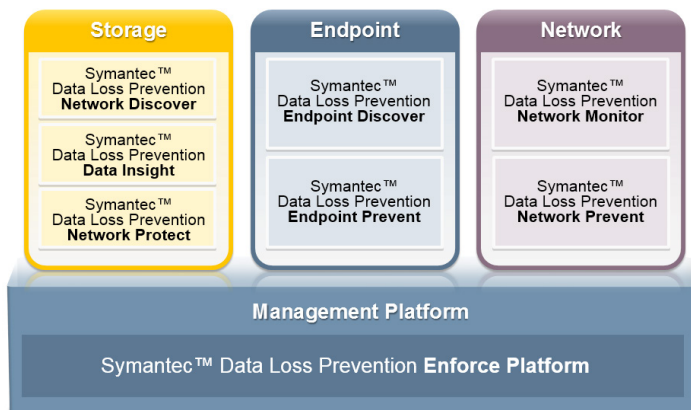 Storage
Symantec™
Data Loss Prevention
Network Discover
Symantec™
Data Loss Prevention
Data Insight
Symantec™
Data Loss Prevention
Network Protect
Endpoint
Symantec™
Data Loss Prevention
Endpoint Discover
Symantec™
Data Loss Prevention
Endpoint Prevent
Network
Symantec™
Data Loss Prevention
Network Monitor
Symantec™
Data Loss Prevention
Network Prevent
Management Platform
Symantec™ Data Loss Prevention Enforce Platform